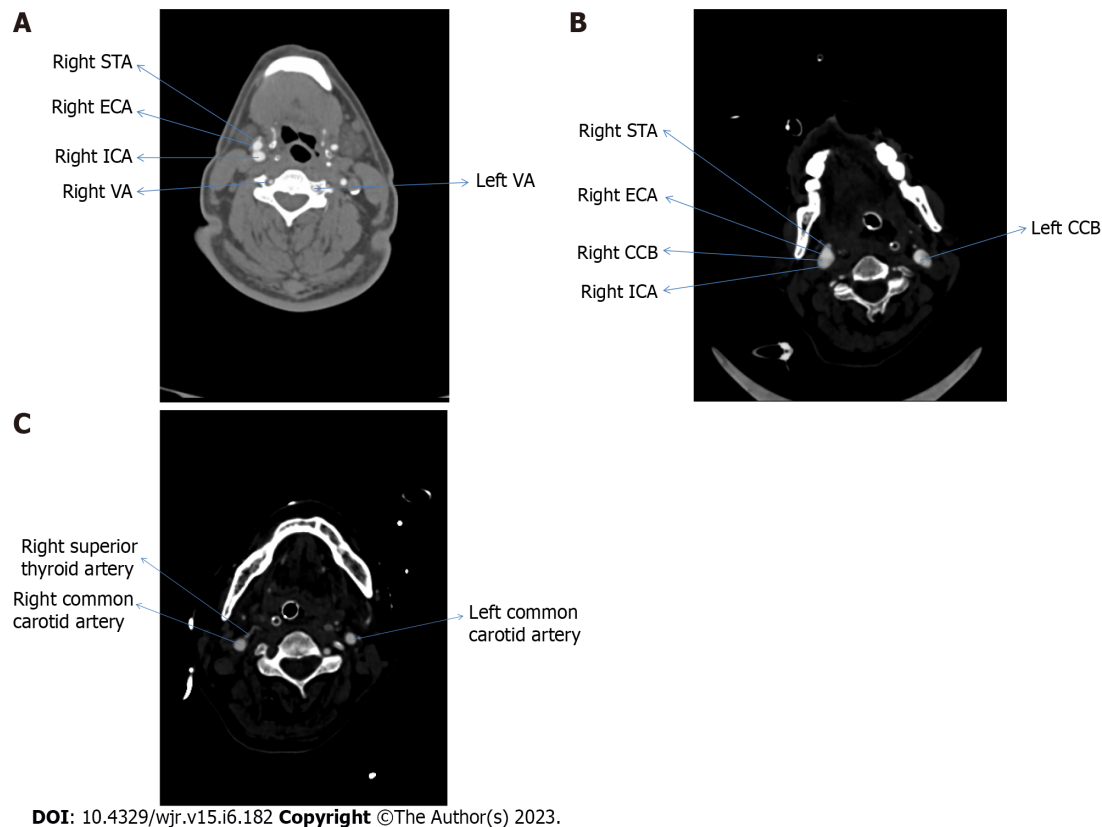 A
Right STA
Right ECA
Right ICA
Right VA
Left VA
B
Right STA
Right ECA
Right CCB
Right ICA
Left CCB
C
Right superior
thyroid artery
Right common
carotid artery
Left common
carotid artery
DOI: 10.4329/wjr.v15.i6.182 Copyright ©The Author(s) 2023.